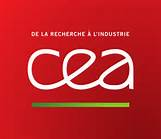 DE LA RECHERCHE À L'INDUSTRIE
cea